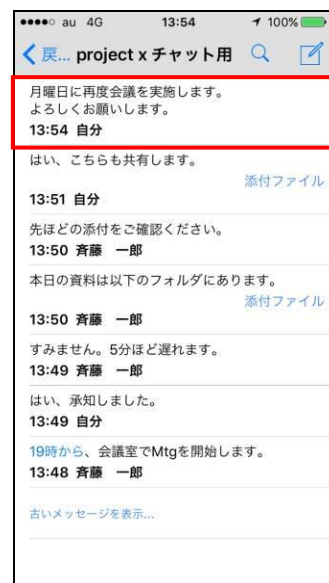 au 4G 13:54 100%
戻... project x チャット用
月曜日に再度会議を実施します。
よろしくお願いします。
13:54 自分
はい、こちらも共有します。
添付ファイル
13:51 自分
先ほどの添付をご確認ください。
13:50 斉藤 一郎
本日の資料は以下のフォルダにあります。
添付ファイル
13:50 斉藤 一郎
すみません。5分ほど遅れます。
13:49 斉藤 一郎
はい、承知しました。
13:49 自分
19時から、会議室でMtgを開始します。
13:48 斉藤 一郎
古いメッセージを表示...